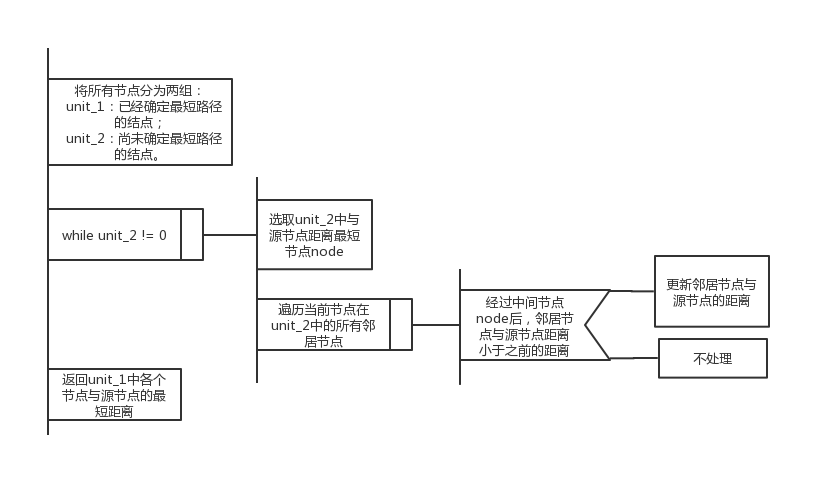 将所有节点分为两组：
unit_1：已经确定最短路径
的结点；
unit_2：尚未确定最短路径
的结点。
while unit_2 != 0
选取unit_2中与
源节点距离最短
节点node
遍历当前节点在
unit_2中的所有邻
居节点
经过中间节点
node后，邻居节
点与源节点距离
小于之前的距离
更新邻居节点与
源节点的距离
不处理
返回unit_1中各个
节点与源节点的最
短距离